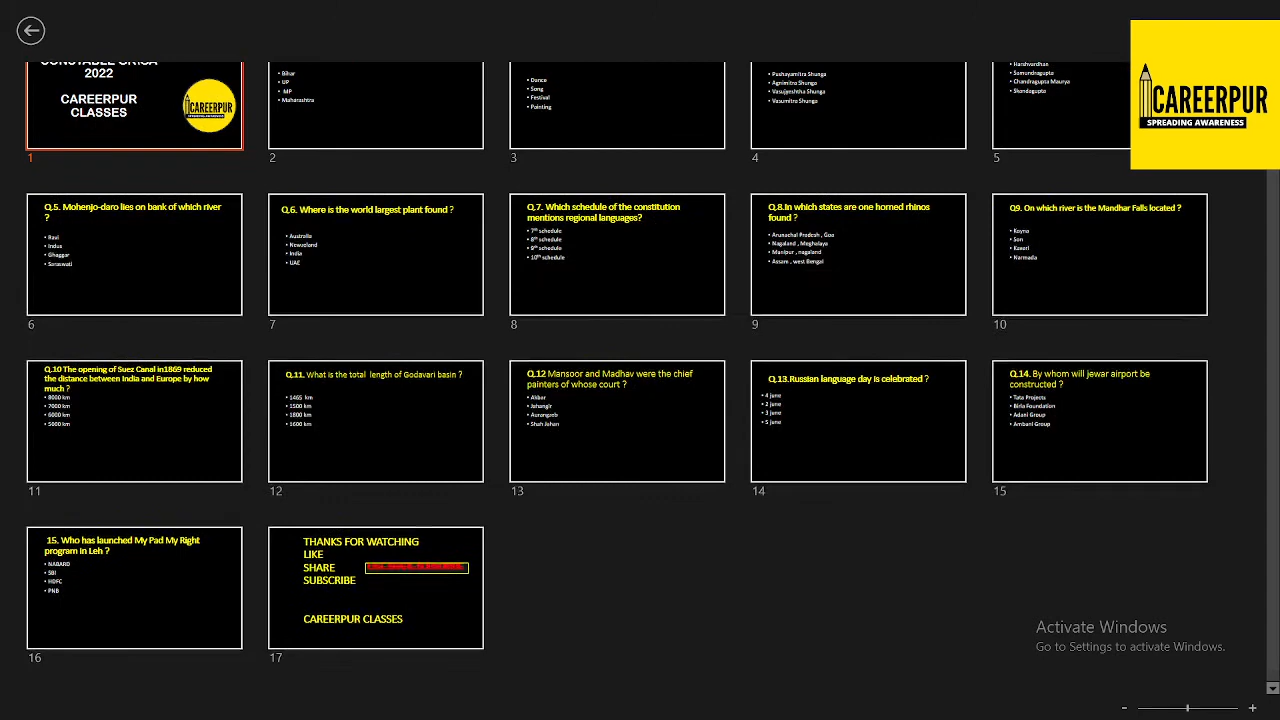 2022
CAREERPUR
CLASSES
CAREERPUR
SPREADING AWARENESS
1
• Bihar
• UP
• MP
• Maharashtra
2
• Dance
• Song
• Festival
• Painting
3
• Pushayamitra Shunga
• Agnimitra Shunga
• Vasujyeshtha Shunga
• Vasumitra Shunga
4
• Harshvardhan
• Samundragupta
• Chandragupta Maurya
• Skandagupta
5
CAREERPUR
SPREADING AWARENESS
Q.5. Mohenjo-daro lies on bank of which river
?
• Ravi
• Indus
• Ghaggar
• Saraswati
6
Q.6. Where is the world largest plant found ?
• Australia
• Newzeland
• India
• UAE
7
Q.7. Which schedule of the constitution
mentions regional languages?
• 7th schedule
• 8th schedule
• 9th schedule
• 10th schedule
8
Q.8.In which states are one horned rhinos
found ?
• Arunachal Pradesh , Goa
• Nagaland , Meghalaya
• Manipur , nagaland
• Assam , west Bengal
9
Q9. On which river is the Mandhar Falls located ?
• Koyna
• Son
• Kaveri
• Narmada
10
Q.10 The opening of Suez Canal in1869 reduced
the distance between India and Europe by how
much ?
• 8000 km
• 7000 km
• 6000 km
• 5000 km
11
Q.11. What is the total length of Godavari basin ?
• 1465 km
• 1500 km
• 1800 km
• 1600 km
12
Q.12 Mansoor and Madhav were the chief
painters of whose court ?
• Akbar
• Jahangir
• Aurangzeb
• Shah Jahan
13
Q.13.Russian language day is celebrated ?
• 4 june
• 2 june
• 3 june
• 5 june
14
Q.14. By whom will jewar airport be
constructed ?
• Tata Projects
• Birla Foundation
• Adani Group
• Ambani Group
15
15. Who has launched My Pad My Right
program in Leh ?
• NABARD
• SBI
• HDFC
• PNB
16
THANKS FOR WATCHING
LIKE
SHARE
SUBSCRIBE
CAREERPUR CLASSES
17
Activate Windows
Go to Settings to activate Windows.